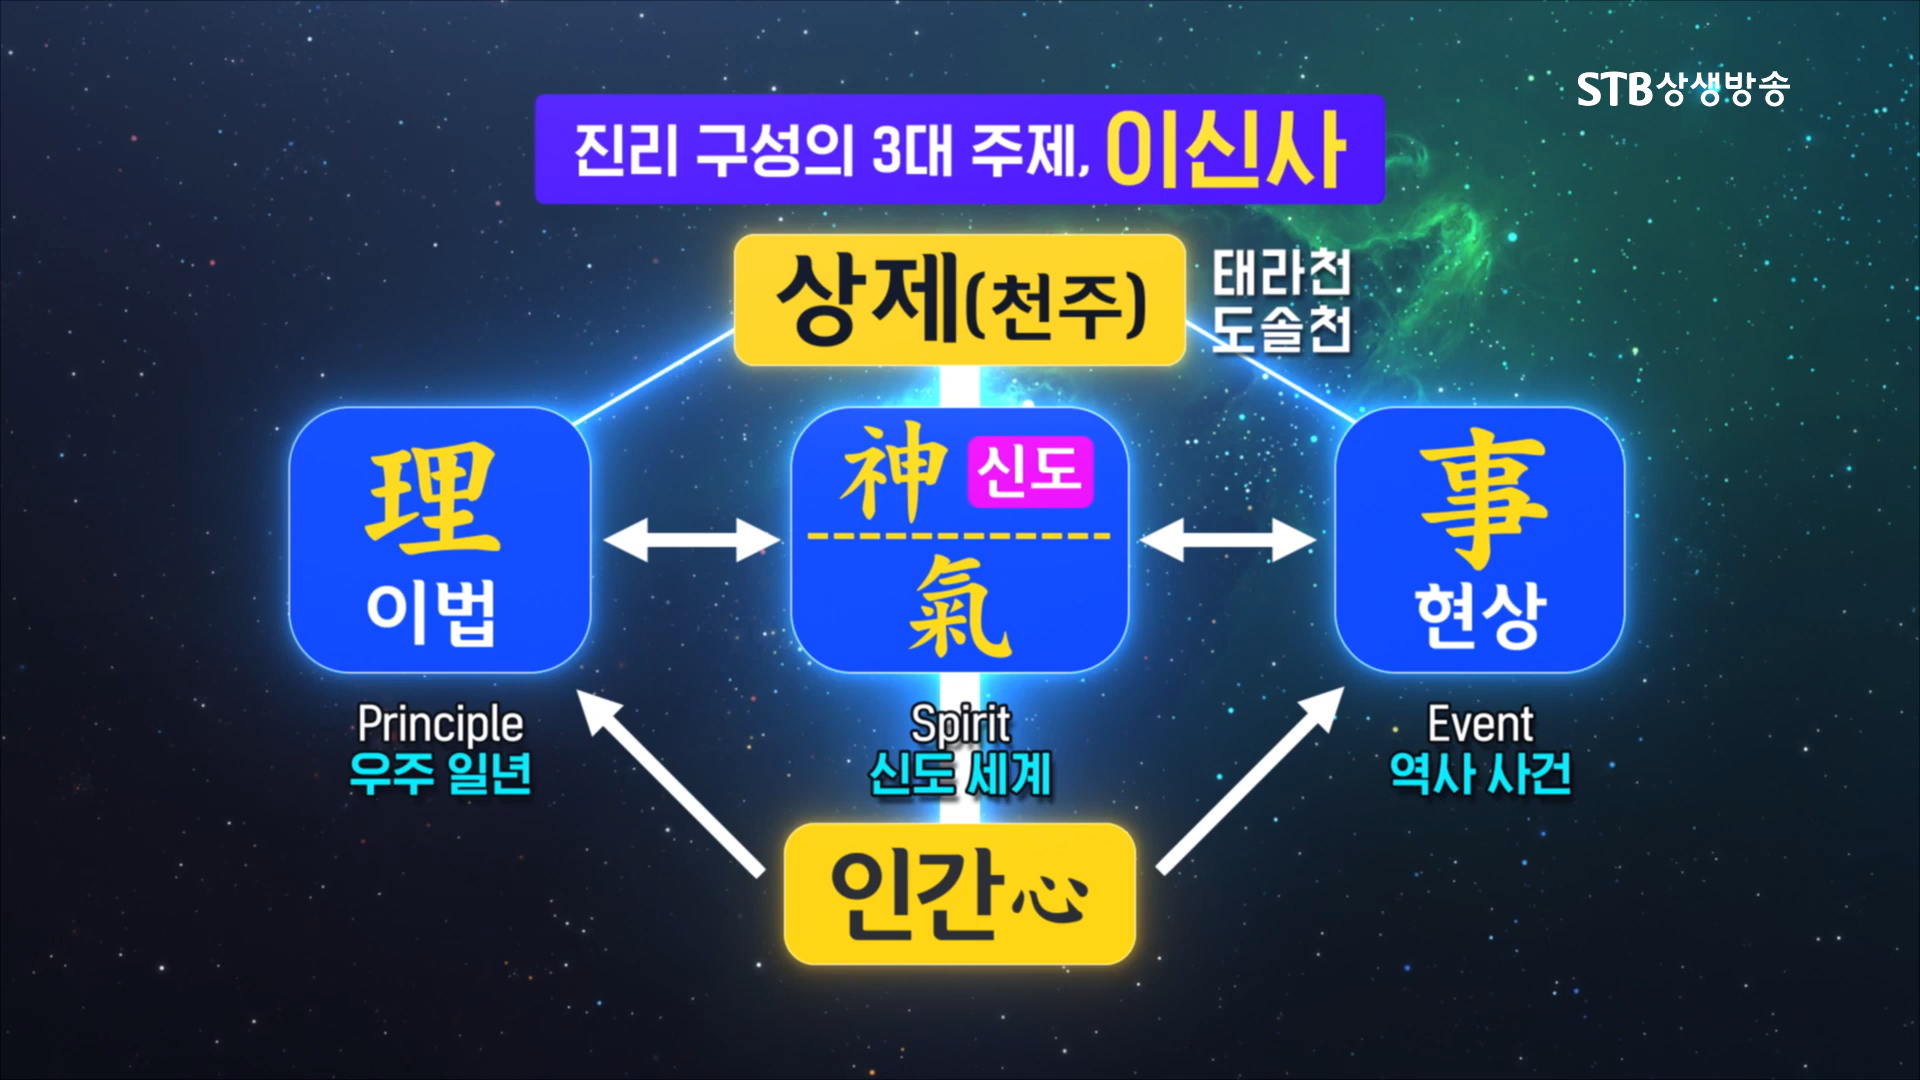 STB상생방송
진리 구성의 3대 주제, 이신사
상제(천주)
태라천
도솔천
理
이법
Principle
우주 일년
神 신도
氣
Spirit
신도 세계
事
현상
Event
역사 사건
인간心